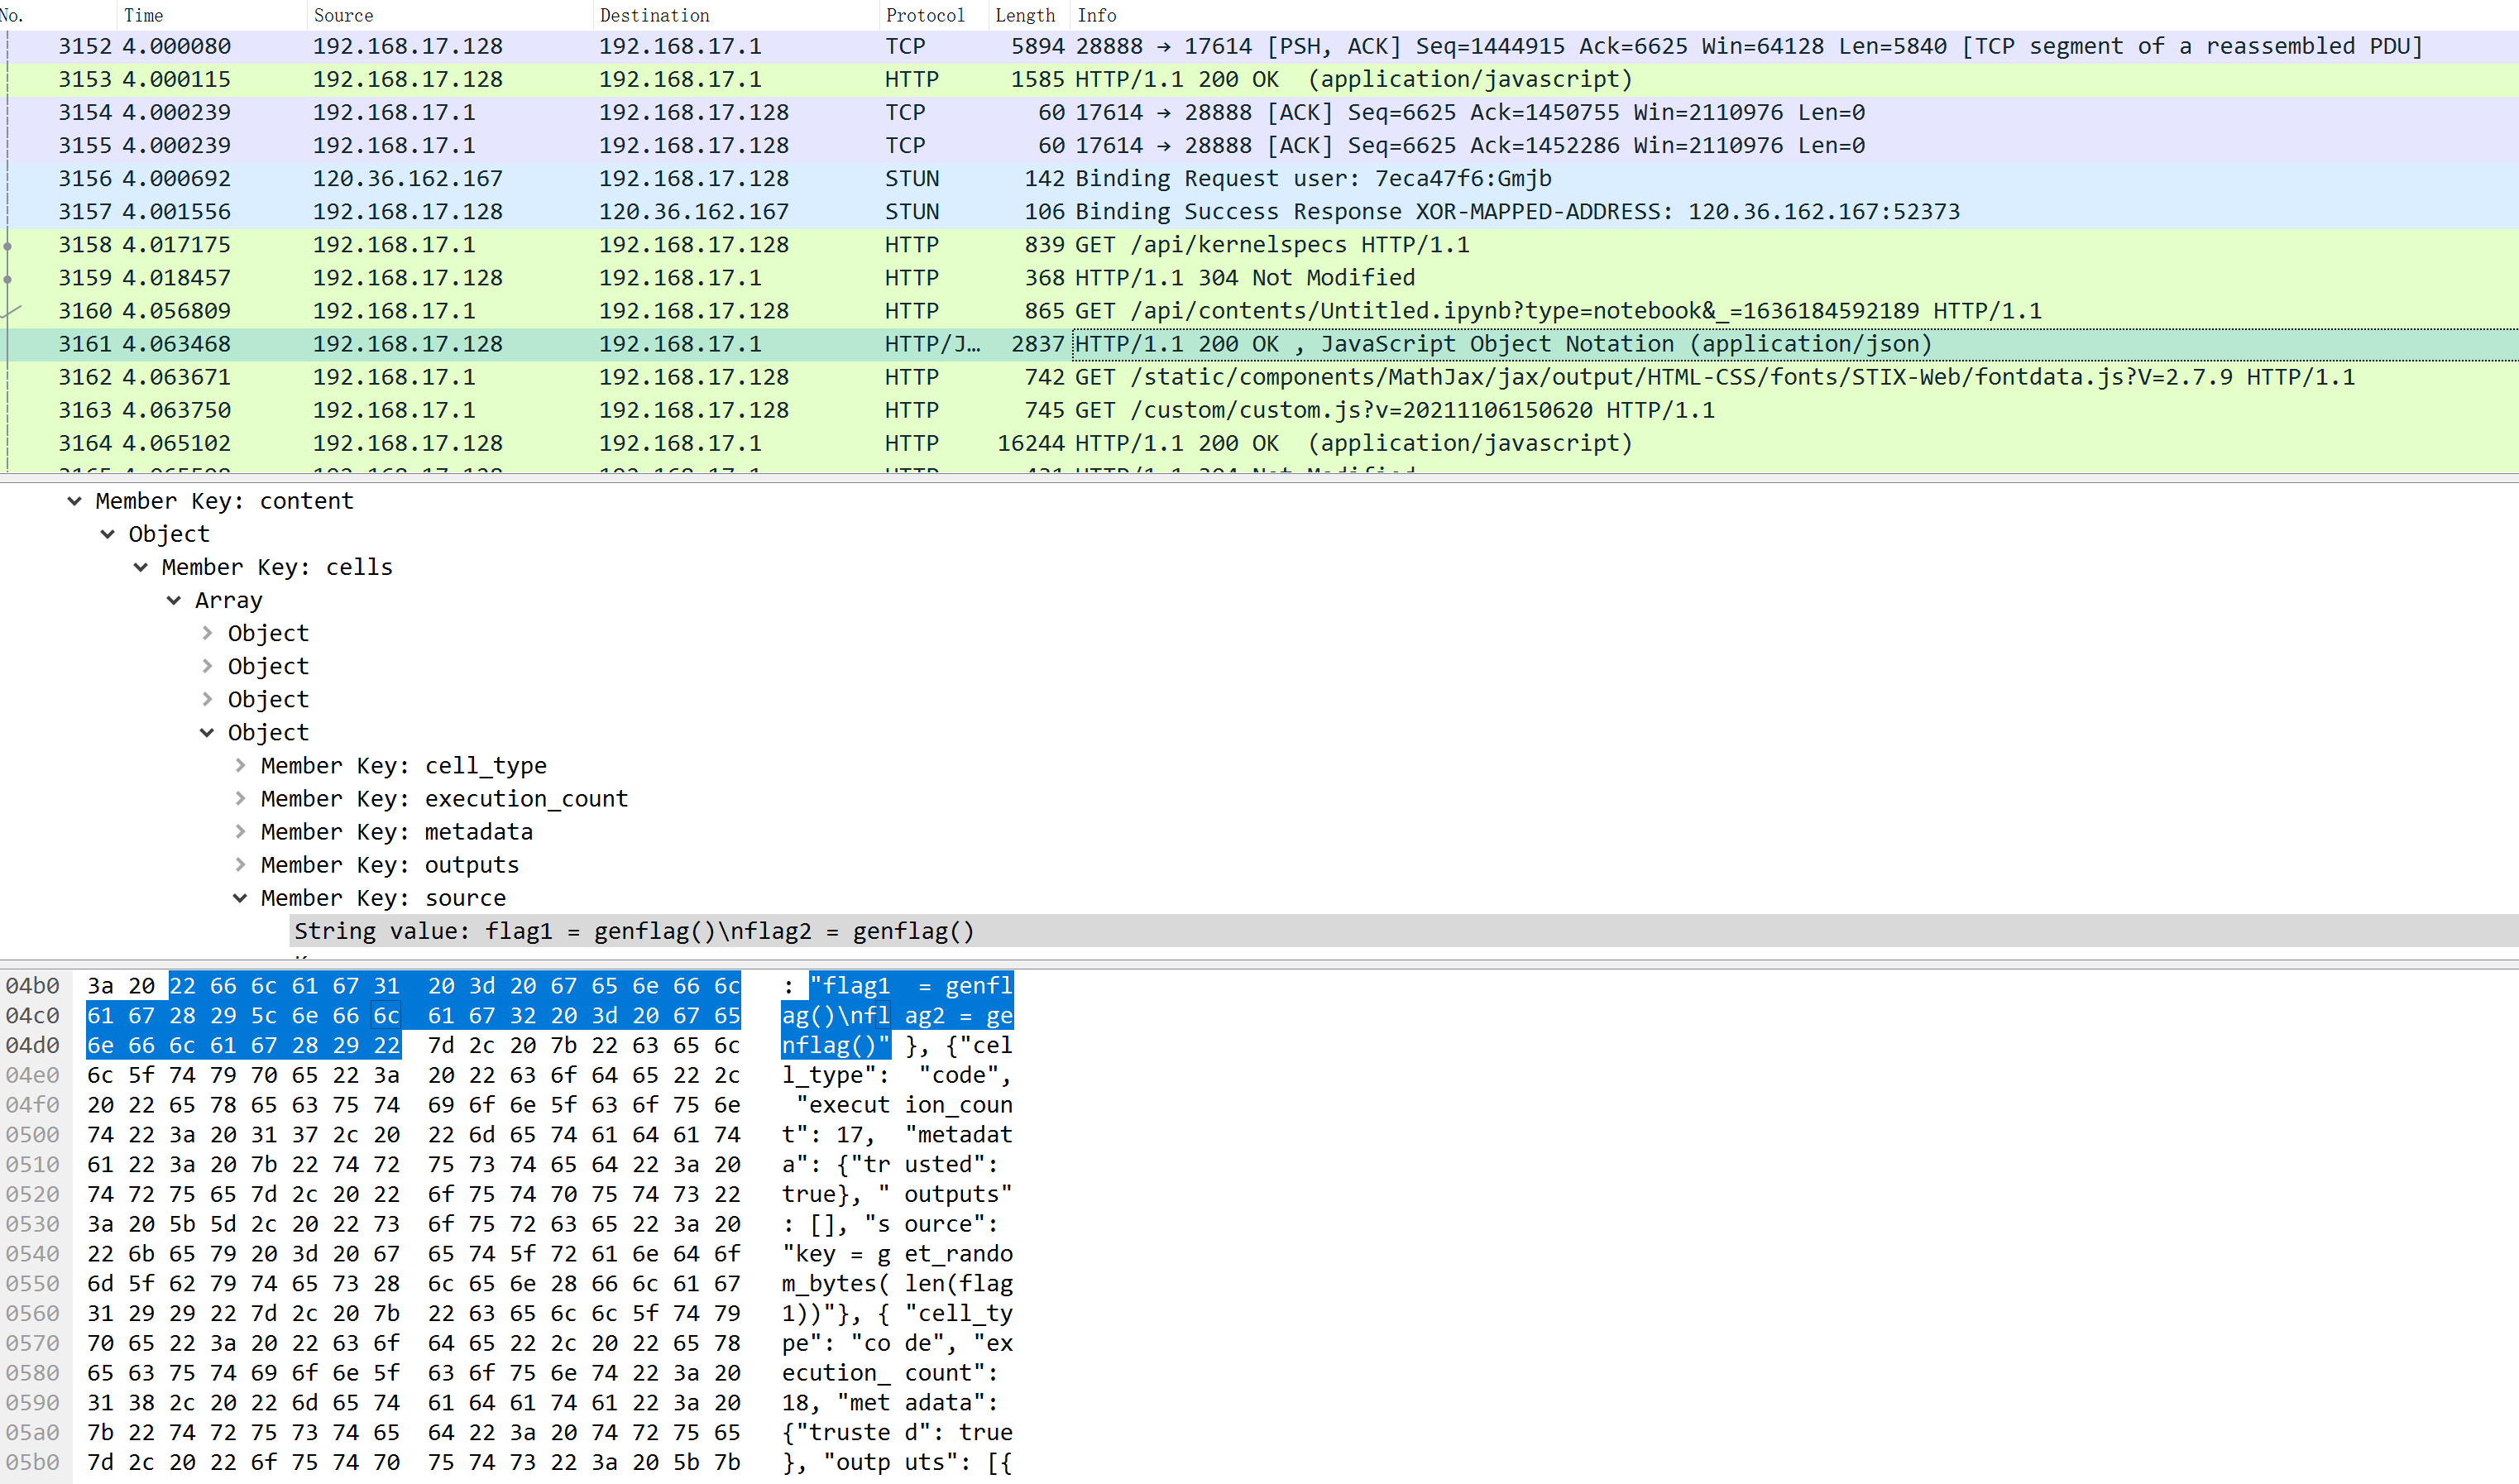 No. Time Source Destination Protocol Length Info
3152 4.000080 192.168.17.128 192.168.17.1 TCP 5894 28888 → 17614 [PSH, ACK] Seq=1444915 Ack=6625 Win=64128 Len=5840 [TCP segment of a reassembled PDU]
3153 4.000115 192.168.17.128 192.168.17.1 HTTP 1585 HTTP/1.1 200 OK  (application/javascript)
3154 4.000239 192.168.17.1 192.168.17.128 TCP 60 17614 → 28888 [ACK] Seq=6625 Ack=1450755 Win=2110976 Len=0
3155 4.000239 192.168.17.1 192.168.17.128 TCP 60 17614 → 28888 [ACK] Seq=6625 Ack=1452286 Win=2110976 Len=0
3156 4.000692 120.36.162.167 192.168.17.128 STUN 142 Binding Request user: 7eca47f6:Gmjb
3157 4.001556 192.168.17.128 120.36.162.167 STUN 106 Binding Success Response XOR-MAPPED-ADDRESS: 120.36.162.167:52373
3158 4.017175 192.168.17.1 192.168.17.128 HTTP 839 GET /api/kernelspecs HTTP/1.1
3159 4.018457 192.168.17.128 192.168.17.1 HTTP 368 HTTP/1.1 304 Not Modified
3160 4.056809 192.168.17.1 192.168.17.128 HTTP 865 GET /api/contents/Untitled.ipynb?type=notebook&_=1636184592189 HTTP/1.1
3161 4.063468 192.168.17.128 192.168.17.1 HTTP/J… 2837 HTTP/1.1 200 OK , JavaScript Object Notation (application/json)
3162 4.063671 192.168.17.1 192.168.17.128 HTTP 742 GET /static/components/MathJax/jax/output/HTML-CSS/fonts/STIX-Web/fontdata.js?V=2.7.9 HTTP/1.1
3163 4.063750 192.168.17.1 192.168.17.128 HTTP 745 GET /custom/custom.js?v=20211106150620 HTTP/1.1
3164 4.065102 192.168.17.128 192.168.17.1 HTTP 16244 HTTP/1.1 200 OK  (application/javascript)
Member Key: content
Object
Member Key: cells
Array
Object
Object
Object
Object
Member Key: cell_type
Member Key: execution_count
Member Key: metadata
Member Key: outputs
Member Key: source
String value: flag1 = genflag()\nflag2 = genflag()
04b0 3a 20 22 66 6c 61 67 31 20 3d 20 67 65 6e 66 6c : "flag1  = genfl
04c0 61 67 28 29 5c 6e 66 6c 61 67 32 20 3d 20 67 65 ag()\nfl ag2 = ge
04d0 6e 66 6c 61 67 28 29 22 7d 2c 20 7b 22 63 65 6c nflag()" }, {"cel
04e0 6c 5f 74 79 70 65 22 3a 20 22 63 6f 64 65 22 2c l_type":  "code",
04f0 20 22 65 78 65 63 75 74 69 6f 6e 5f 63 6f 75 6e  "execut ion_coun
0500 74 22 3a 20 31 37 2c 20 22 6d 65 74 61 64 61 74 t": 17,  "metadat
0510 61 22 3a 20 7b 22 74 72 75 73 74 65 64 22 3a 20 a": {"tr usted":
0520 74 72 75 65 7d 2c 20 22 6f 75 74 70 75 74 73 22 true}, " outputs"
0530 3a 20 5b 5d 2c 20 22 73 6f 75 72 63 65 22 3a 20 : [], "s ource":
0540 22 6b 65 79 20 3d 20 67 65 74 5f 72 61 6e 64 6f "key = g et_rando
0550 6d 5f 62 79 74 65 73 28 6c 65 6e 28 66 6c 61 67 m_bytes( len(flag
0560 31 29 29 22 7d 2c 20 7b 22 63 65 6c 6c 5f 74 79 1))"}, { "cell_ty
0570 70 65 22 3a 20 22 63 6f 64 65 22 2c 20 22 65 78 pe": "co de", "ex
0580 65 63 75 74 69 6f 6e 5f 63 6f 75 6e 74 22 3a 20 ecution_ count":
0590 31 38 2c 20 22 6d 65 74 61 64 61 74 61 22 3a 20 18, "met adata":
05a0 7b 22 74 72 75 73 74 65 64 22 3a 20 74 72 75 65 {"truste d": true
05b0 7d 2c 20 22 6f 75 74 70 75 74 73 22 3a 20 5b 7b }, "outp uts": [{